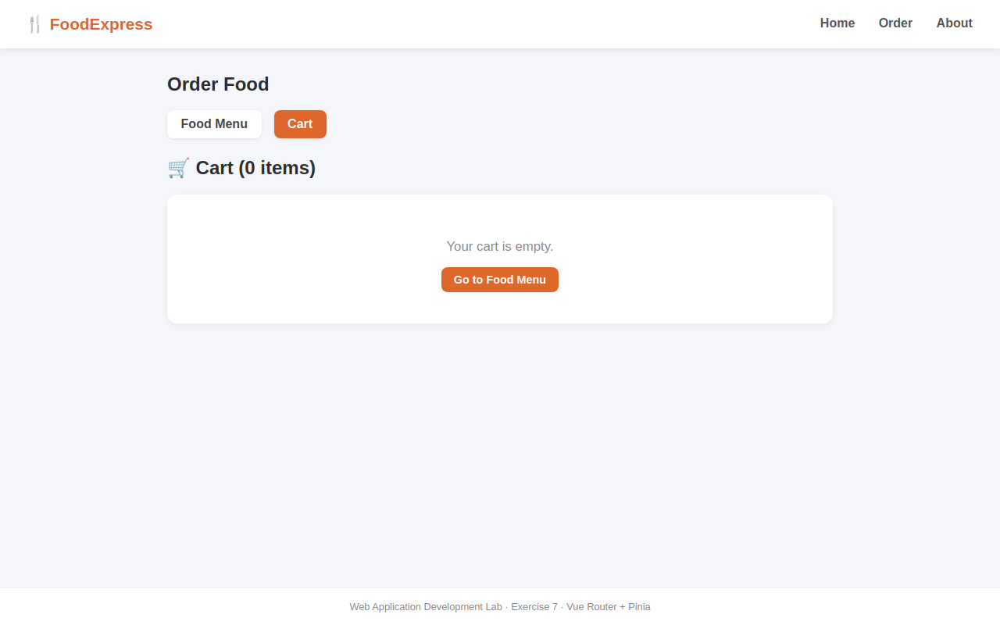 🍴 FoodExpress
Home Order About
Order Food
Food Menu Cart
🛒 Cart (0 items)
Your cart is empty.
Go to Food Menu
Web Application Development Lab · Exercise 7 · Vue Router + Pinia